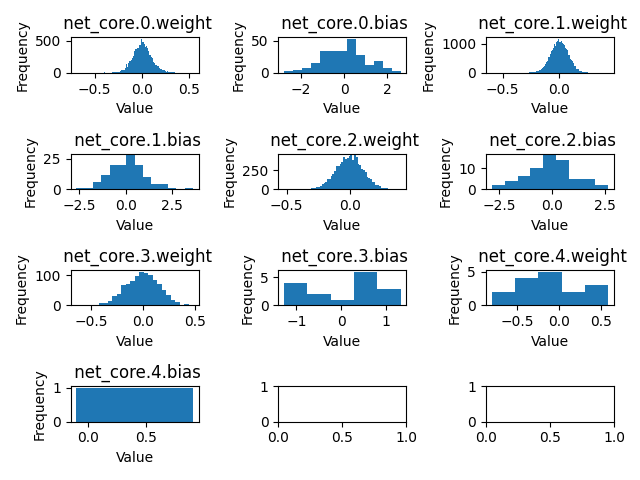 net_core.0.weight
net_core.0.bias
net_core.1.weight
Frequency
500
0
−0.5
0.0
0.5
Value
Frequency
50
0
−2
0
2
Value
Frequency
1000
0
−0.5
0.0
Value
net_core.1.bias
net_core.2.weight
net_core.2.bias
Frequency
25
0
−2.5
0.0
2.5
Value
Frequency
250
0
−0.5
0.0
Value
Frequency
10
0
−2.5
0.0
2.5
Value
net_core.3.weight
net_core.3.bias
net_core.4.weight
Frequency
100
0
−0.5
0.0
0.5
Value
Frequency
5
0
−1
0
1
Value
Frequency
5
0
−0.5
0.0
0.5
Value
net_core.4.bias
Frequency
1
0
0.0
0.5
Value
1
0
0.0
0.5
1.0
1
0
0.0
0.5
1.0